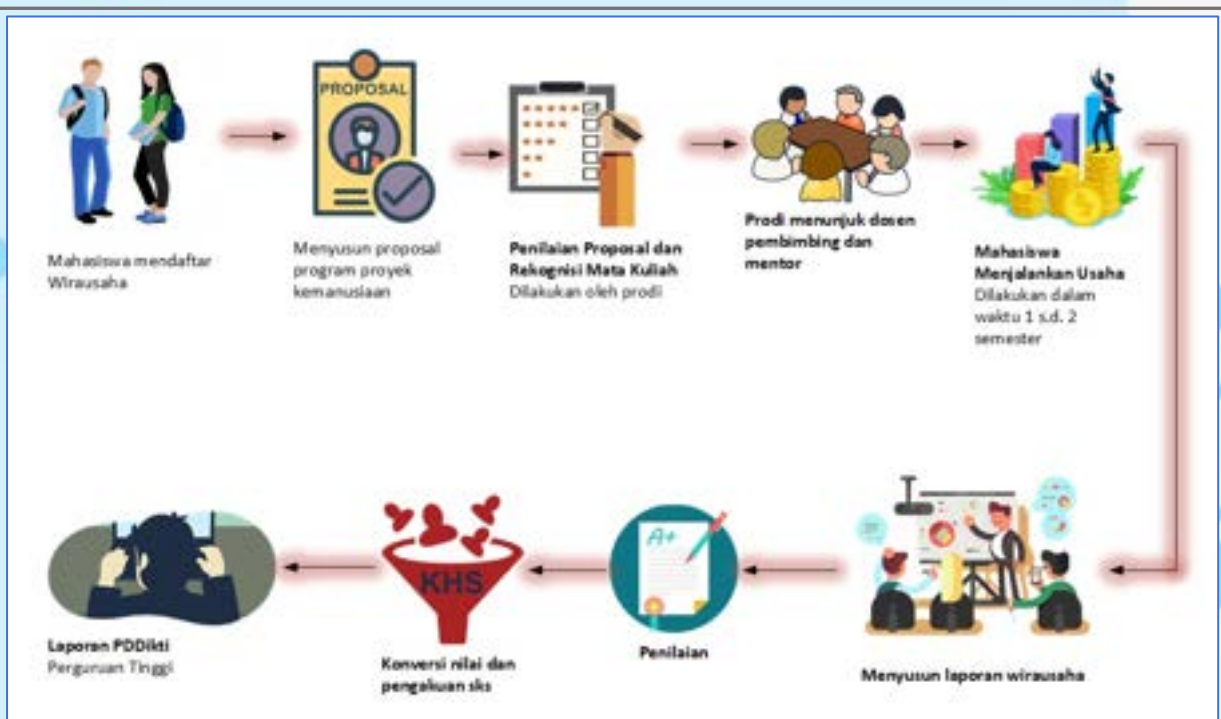 PROPOSAL
Mahasiswa mendaftar
Wirausaha
Menyusun proposal
program proyek
kemanusiaan
Penilaian Proposal dan
Rekognisi Mata Kuliah
Dilakukan oleh prodi
Prodi menunjuk dosen
pembimbing dan
mentor
Mahasiswa
Menjalankan Usaha
Dilakukan dalam
waktu 1 s.d. 2
semester
Laporan PDDikti
Perguruan Tinggi
KHS
Konversi nilai dan
pengakuan sks
A+
Penilaian
Menyusun laporan wirausaha